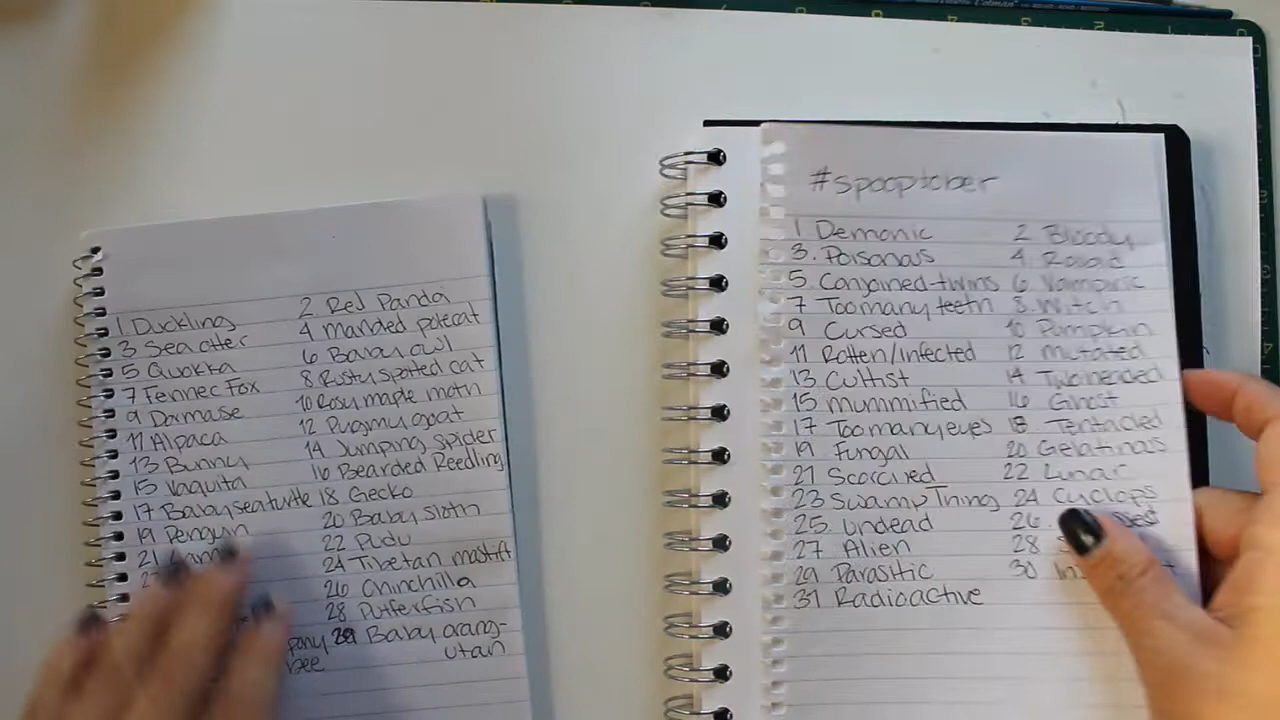 1 Duckling 2 Red Panda
3 Sea otter 4 marbled polecat
5 Quokka 6 Baby owl
7 Fennec Fox 8 Rusty spotted cat
9 Dormouse 10 Rosy maple moth
11 Alpaca 12 Pygmy goat
13 Bunny 14 Jumping spider
15 Vaquita 16 Bearded Reedling
17 Baby sea turtle 18 Gecko
19 Penguin 20 Baby sloth
21 22 Pudu
24 Tibetan mastiff
26 Chinchilla
28 Pufferfish
pony Baby orang-
bee utan
#spooptober
1 Demonic 2 Bloody
3. Poisonous 4.
5 Conjoined-twins 6 Vampiric
7 Too many teeth 8. Witch
9 Cursed 10 Pumpkin
11 Rotten/infected 12 Mutated
13 Cultist 14 Two headed
15 mummified 16 Ghost
17 Too many eyes 18 Tentacled
19 Fungal 20 Gelatinous
21 22 Lunar
23 Swamp Thing 24 Cyclops
25. Undead 26.
27 Alien 28
29 Parasitic 30
31 Radioactive